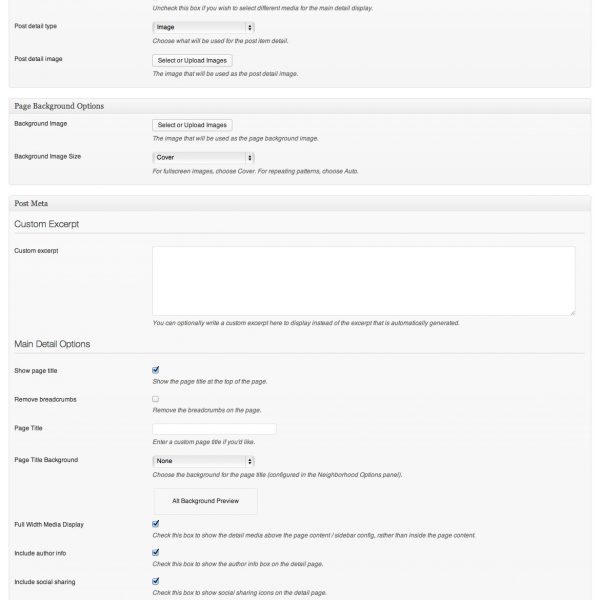 Uncheck this box if you wish to select different media for the main detail display.
Post detail type
Image
Choose what will be used for the post item detail.
Post detail image
Select or Upload Images
The image that will be used as the post detail image.
Page Background Options
Background Image
Select or Upload Images
The image that will be used as the page background image.
Background Image Size
Cover
For fullscreen images, choose Cover. For repeating patterns, choose Auto.
Post Meta
Custom Excerpt
Custom excerpt
You can optionally write a custom excerpt here to display instead of the excerpt that is automatically generated.
Main Detail Options
Show page title
Show the page title at the top of the page.
Remove breadcrumbs
Remove the breadcrumbs on the page.
Page Title
Enter a custom page title if you'd like.
Page Title Background
None
Choose the background for the page title (configured in the Neighborhood Options panel).
Alt Background Preview
Full Width Media Display
Check this box to show the detail media above the page content / sidebar config, rather than inside the page content.
Include author info
Check this box to show the author info box on the detail page.
Include social sharing
Check this box to show social sharing icons on the detail page.